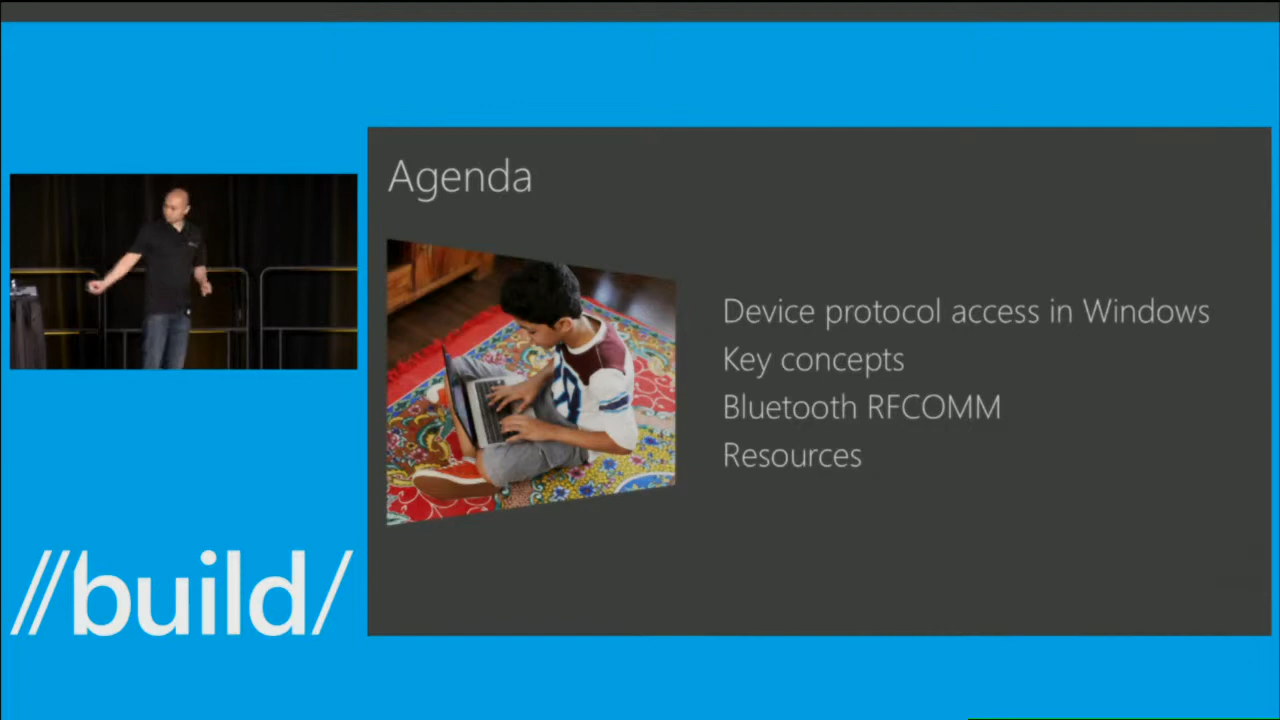 Agenda
Device protocol access in Windows
Key concepts
Bluetooth RFCOMM
Resources
//build/